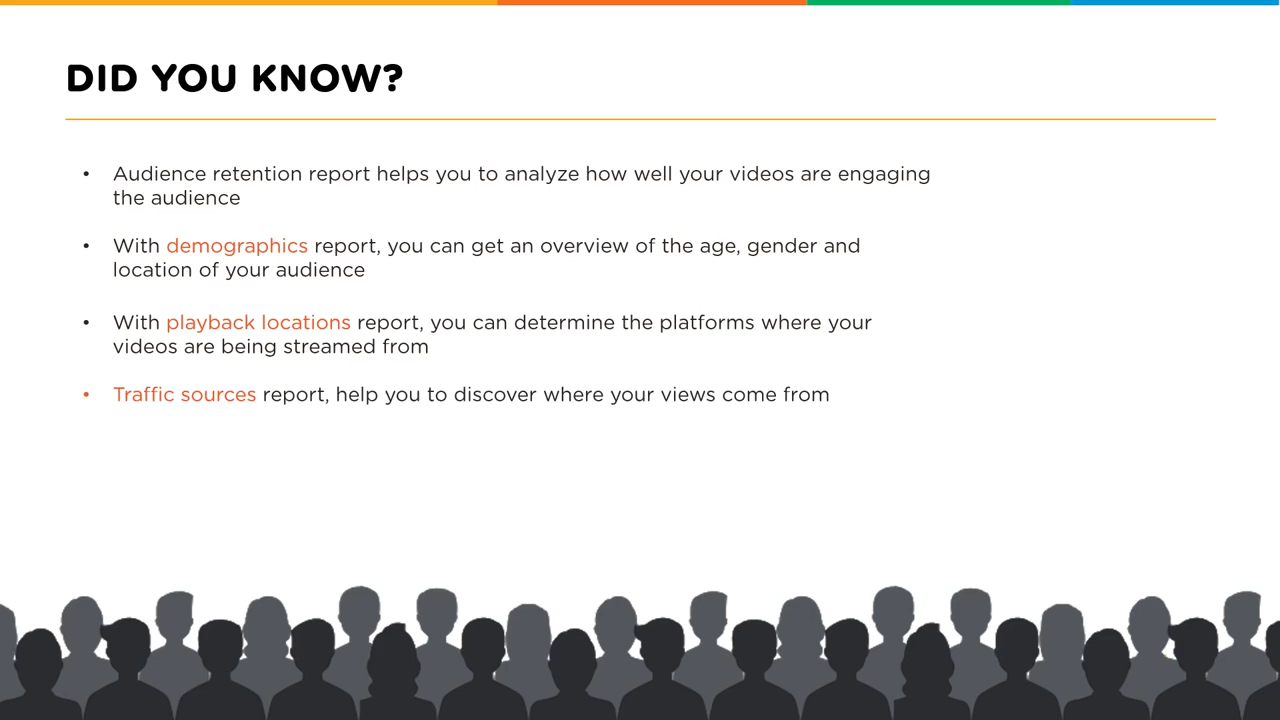 DID YOU KNOW?
• Audience retention report helps you to analyze how well your videos are engaging
the audience
• With demographics report, you can get an overview of the age, gender and
location of your audience
• With playback locations report, you can determine the platforms where your
videos are being streamed from
• Traffic sources report, help you to discover where your views come from